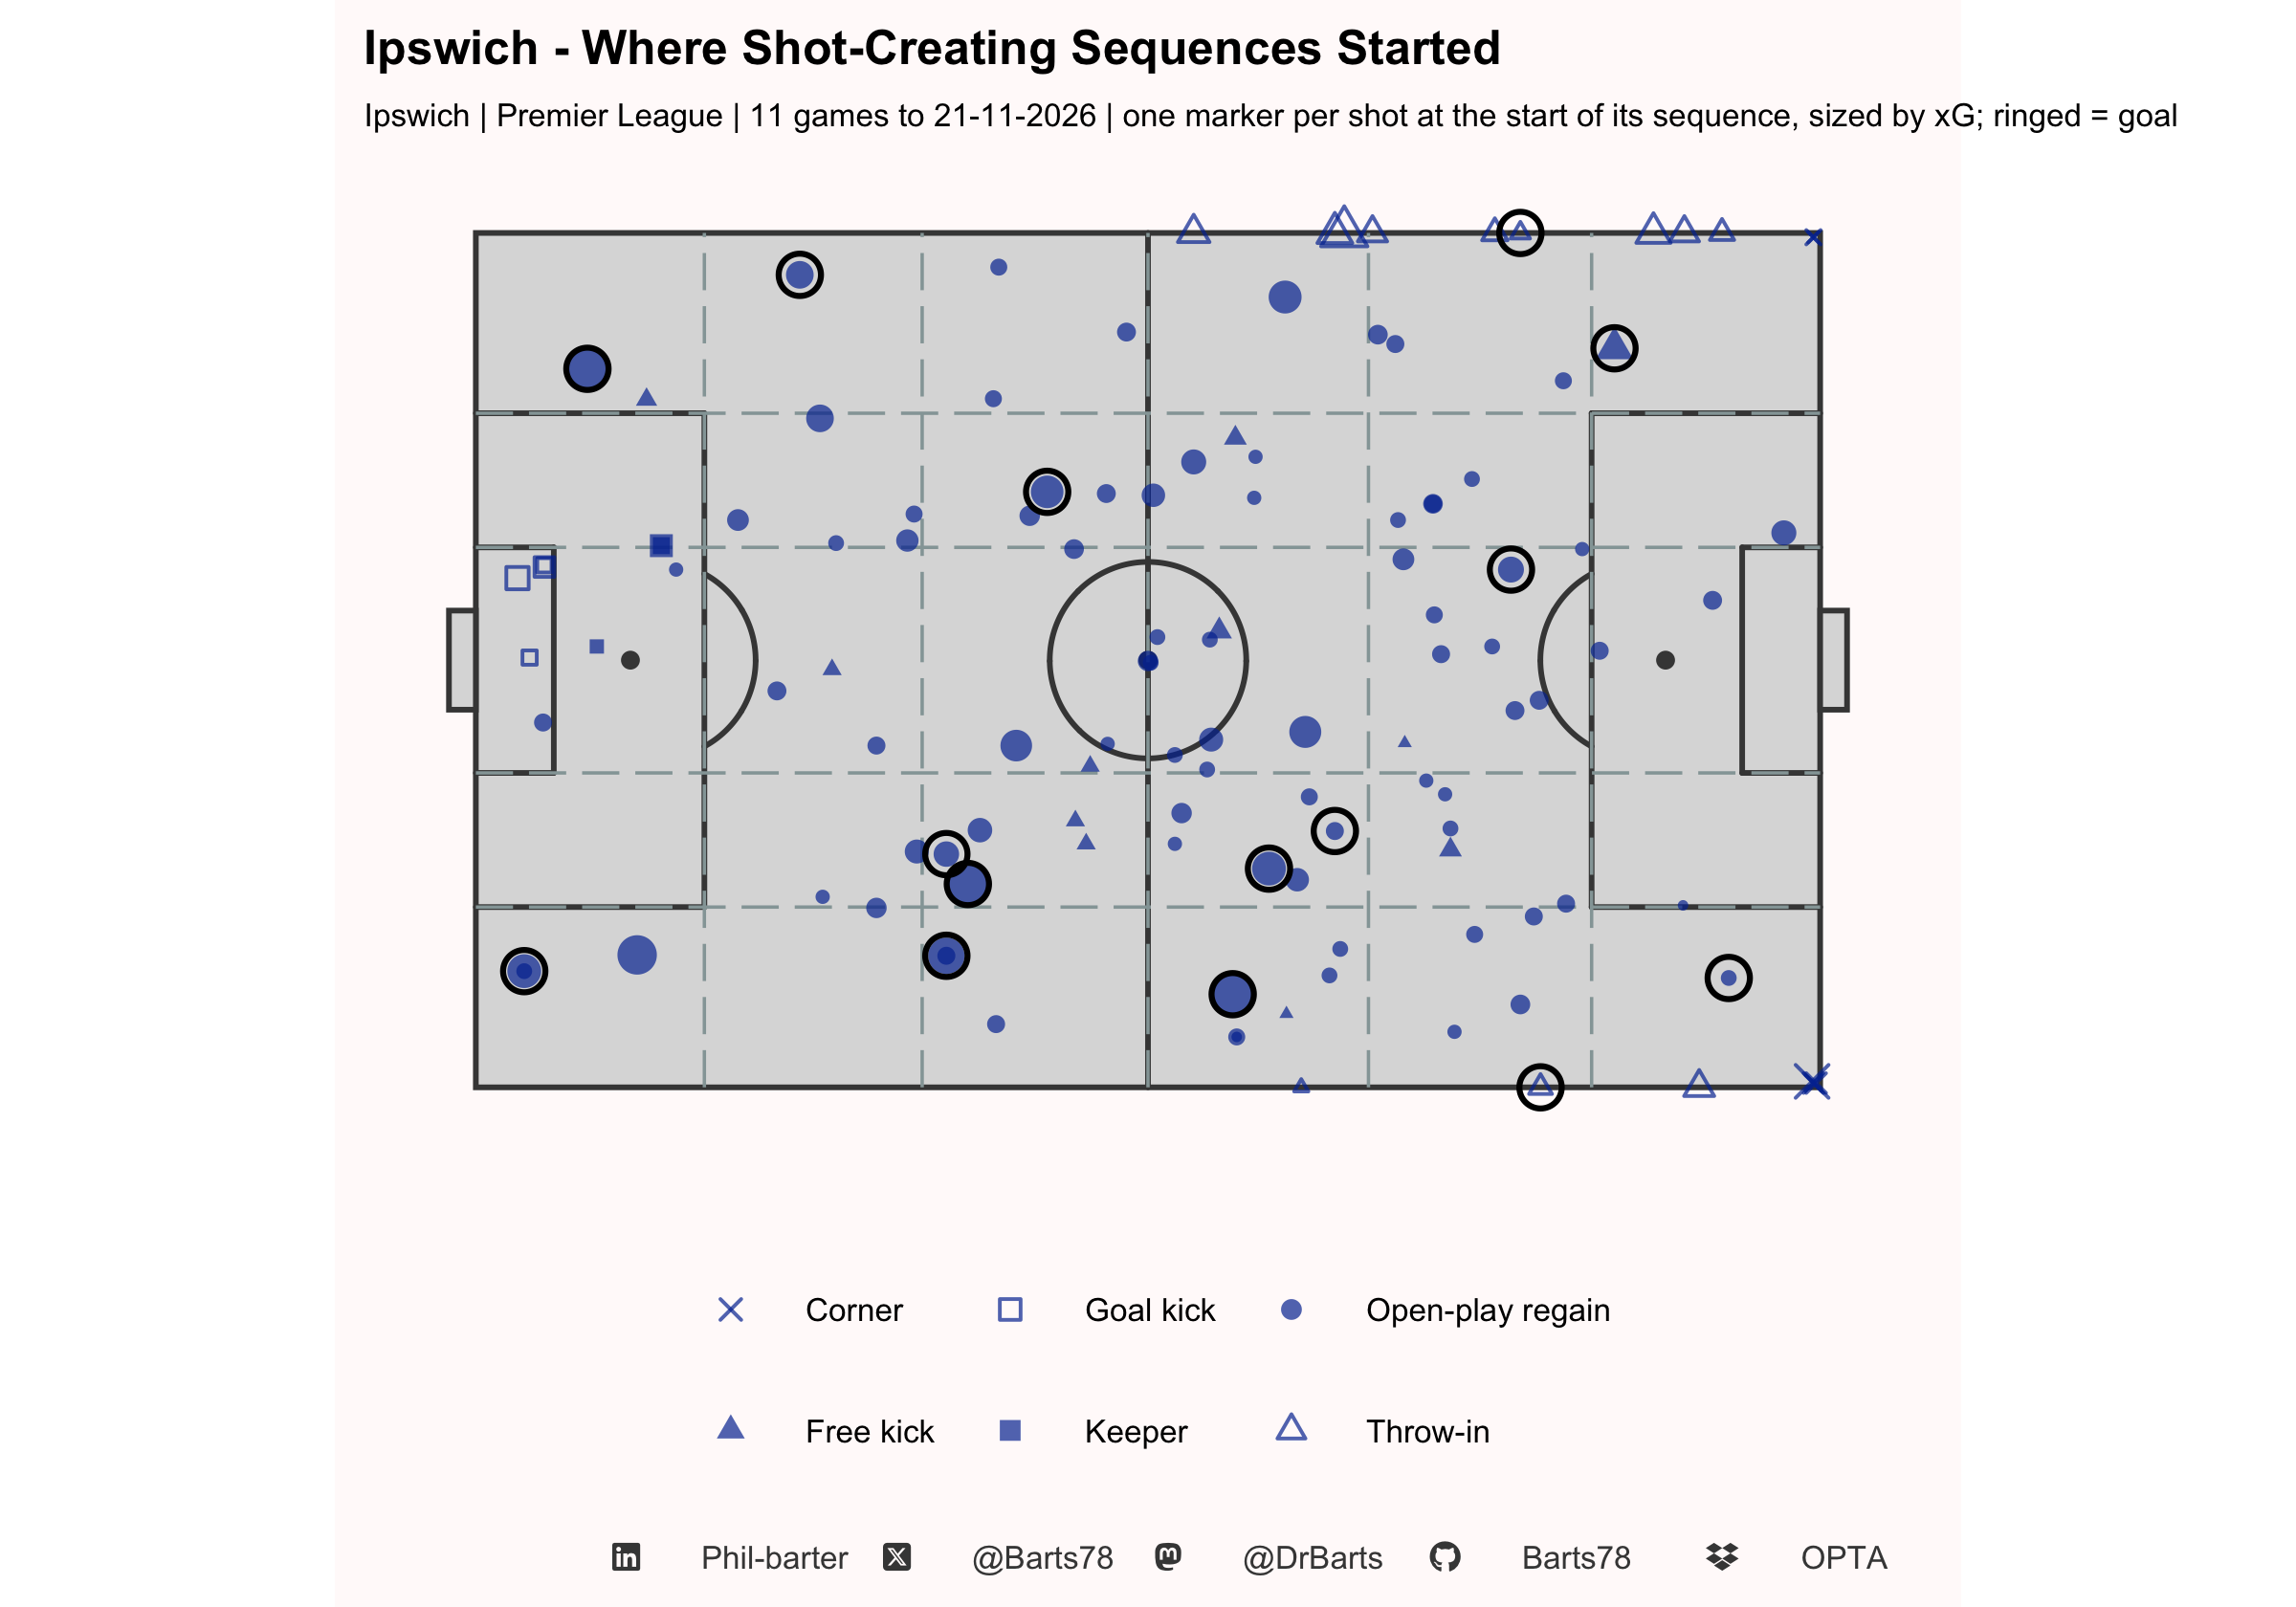 Ipswich - Where Shot-Creating Sequences Started
Ipswich | Premier League | 11 games to 21-11-2026 | one marker per shot at the start of its sequence, sized by xG; ringed = goal
Corner Goal kick Open-play regain
Free kick Keeper Throw-in
Phil-barter @Barts78 @DrBarts Barts78 OPTA